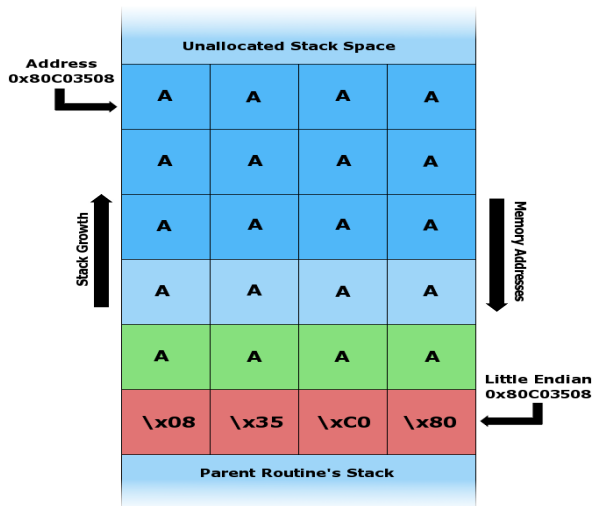 Unallocated Stack Space
Address
0x80C03508
A A A A
A A A A
Stack Growth
Memory Addresses
A A A A
A A A A
A A A A
Little Endian
0x80C03508
\x08 \x35 \xC0 \x80
Parent Routine's Stack